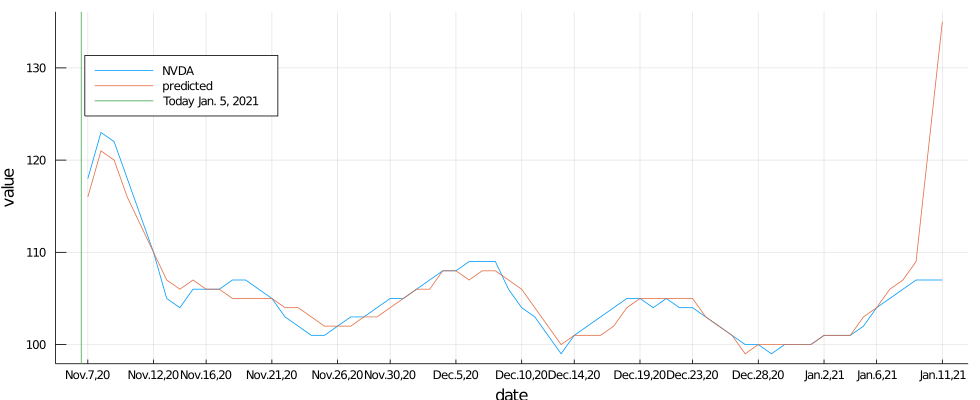 130
120
110
100
value
NVDA
predicted
Today Jan. 5, 2021
Nov.7,20 Nov.12,20 Nov.16,20 Nov.21,20 Nov.26,20 Nov.30,20 Dec.5,20 Dec.10,20 Dec.14,20 Dec.19,20 Dec.23,20 Dec.28,20 Jan.2,21 Jan.6,21 Jan.11,21
date